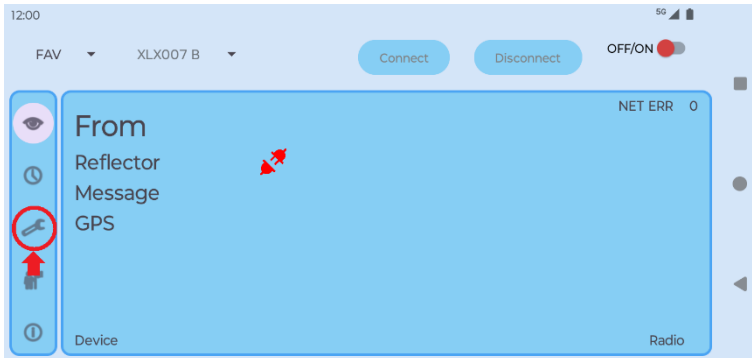 12:00 5G
FAV XLX007 B Connect Disconnect OFF/ON
NET ERR 0
From
Reflector
Message
GPS
Device Radio